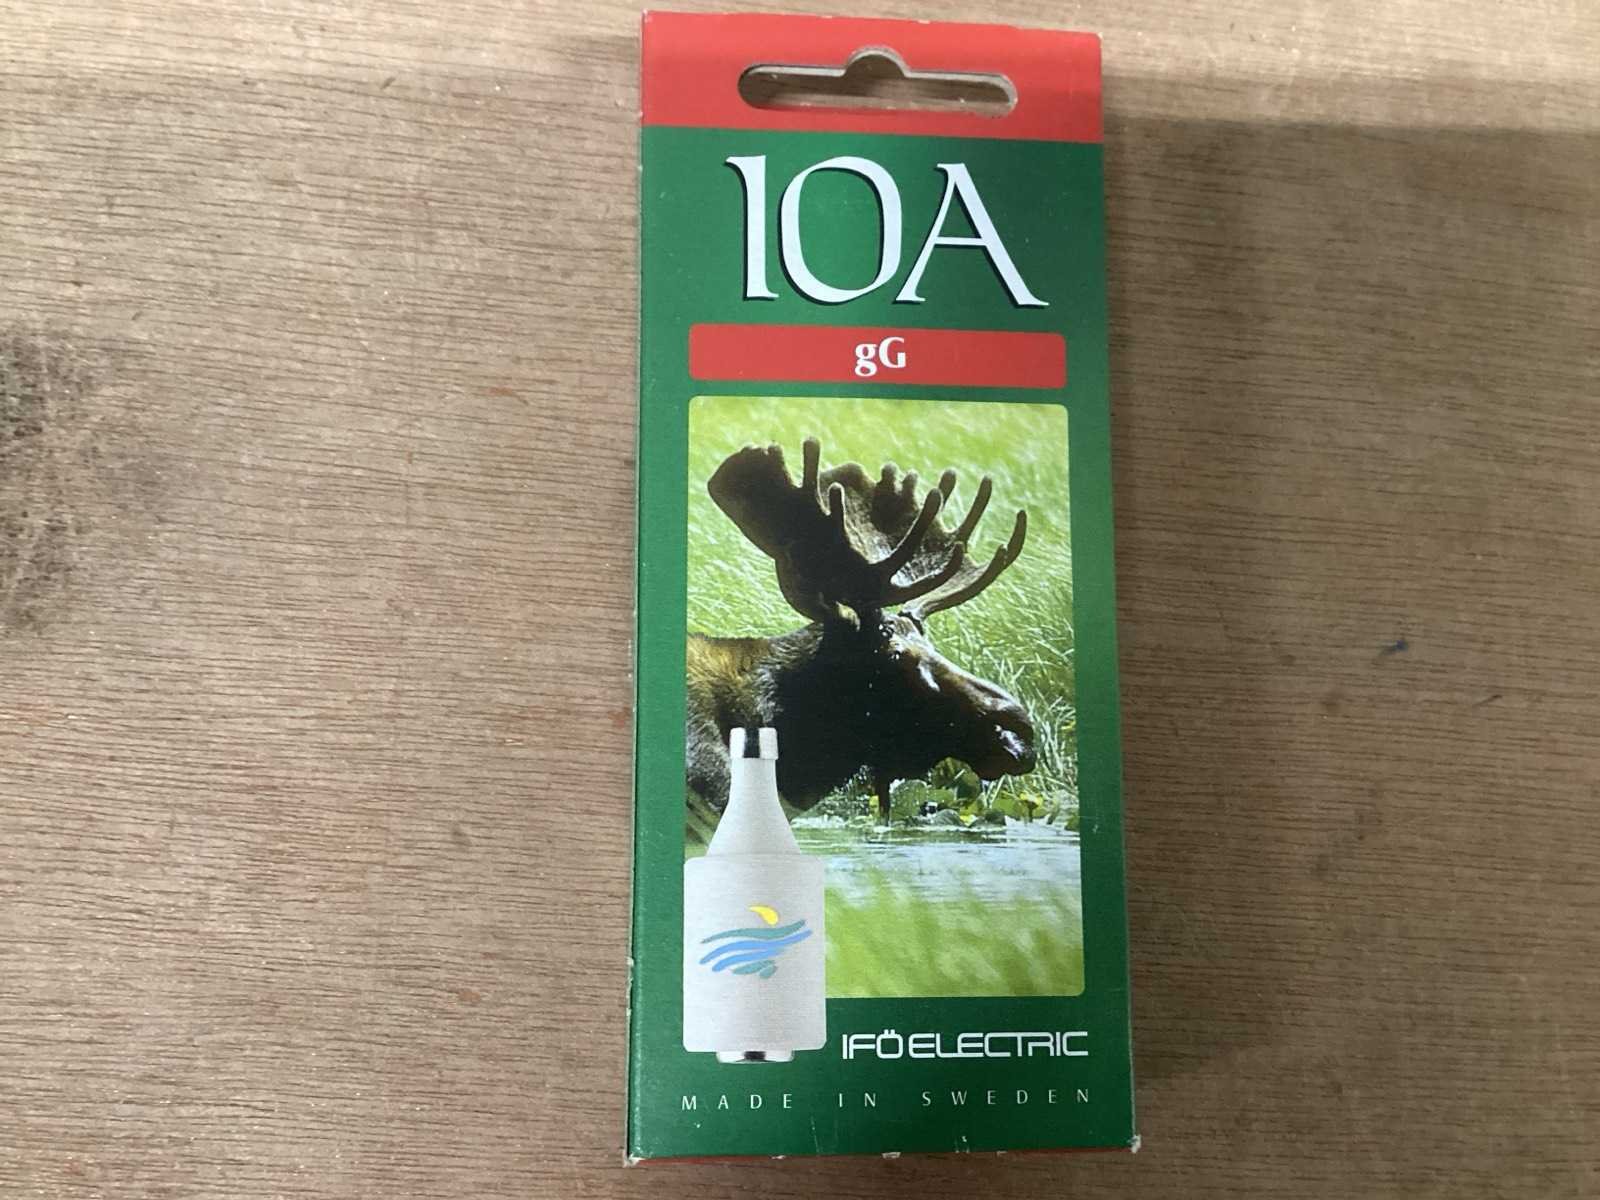 10A
gG
IFÖ ELECTRIC
MADE IN SWEDEN